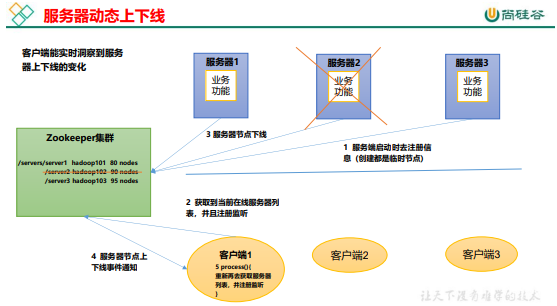 服务器动态上下线
尚硅谷
客户端能实时洞察到服务
器上下线的变化
服务器1
业务
功能
服务器2
业务
功能
服务器3
业务
功能
3 服务器节点下线
Zookeeper集群
/servers/server1 hadoop101 80 nodes
/server2 hadoop102 90 nodes
/server3 hadoop103 95 nodes
1 服务端启动时去注册信
息（创建都是临时节点）
2 获取到当前在线服务器列
表，并且注册监听
4 服务器节点上
下线事件通知
客户端1
5 process(){
重新再去获取服务器
列表，并注册监听
}
客户端2
客户端3
让天下没有难学的技术